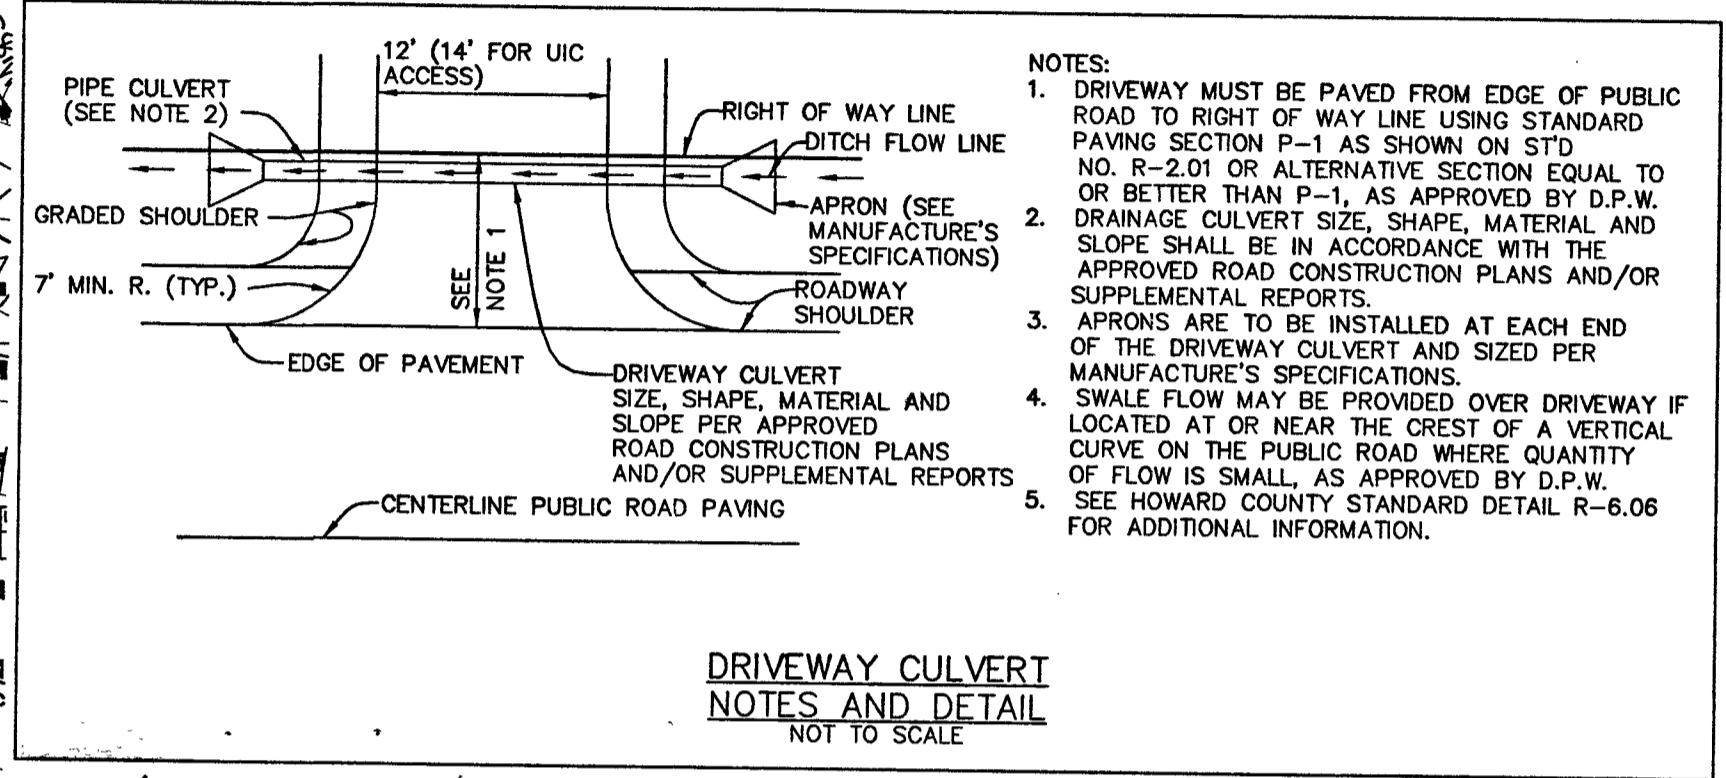 12' (14' FOR UIC
ACCESS)
PIPE CULVERT
(SEE NOTE 2)
RIGHT OF WAY LINE
DITCH FLOW LINE
GRADED SHOULDER
APRON (SEE
MANUFACTURE'S
SPECIFICATIONS)
7' MIN. R. (TYP.)
SEE
NOTE 1
ROADWAY
SHOULDER
EDGE OF PAVEMENT
DRIVEWAY CULVERT
SIZE, SHAPE, MATERIAL AND
SLOPE PER APPROVED
ROAD CONSTRUCTION PLANS
AND/OR SUPPLEMENTAL REPORTS
CENTERLINE PUBLIC ROAD PAVING
NOTES:
1. DRIVEWAY MUST BE PAVED FROM EDGE OF PUBLIC
ROAD TO RIGHT OF WAY LINE USING STANDARD
PAVING SECTION P-1 AS SHOWN ON ST'D
NO. R-2.01 OR ALTERNATIVE SECTION EQUAL TO
OR BETTER THAN P-1, AS APPROVED BY D.P.W.
2. DRAINAGE CULVERT SIZE, SHAPE, MATERIAL AND
SLOPE SHALL BE IN ACCORDANCE WITH THE
APPROVED ROAD CONSTRUCTION PLANS AND/OR
SUPPLEMENTAL REPORTS.
3. APRONS ARE TO BE INSTALLED AT EACH END
OF THE DRIVEWAY CULVERT AND SIZED PER
MANUFACTURE'S SPECIFICATIONS.
4. SWALE FLOW MAY BE PROVIDED OVER DRIVEWAY IF
LOCATED AT OR NEAR THE CREST OF A VERTICAL
CURVE ON THE PUBLIC ROAD WHERE QUANTITY
OF FLOW IS SMALL, AS APPROVED BY D.P.W.
5. SEE HOWARD COUNTY STANDARD DETAIL R-6.06
FOR ADDITIONAL INFORMATION.
DRIVEWAY CULVERT
NOTES AND DETAIL
NOT TO SCALE